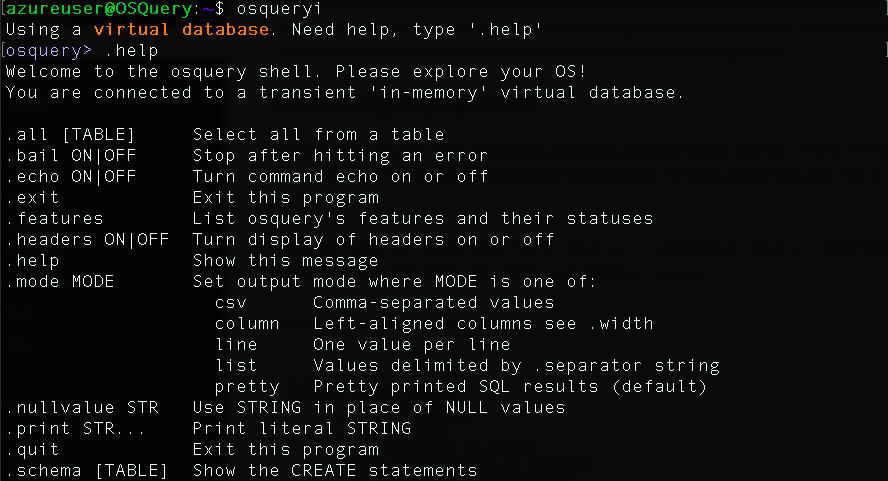 [azureuser@OSQuery:~$ osqueryi
Using a virtual database. Need help, type '.help'
[osquery> .help
Welcome to the osquery shell. Please explore your OS!
You are connected to a transient 'in-memory' virtual database.
.all [TABLE]     Select all from a table
.bail ON|OFF     Stop after hitting an error
.echo ON|OFF     Turn command echo on or off
.exit            Exit this program
.features        List osquery's features and their statuses
.headers ON|OFF  Turn display of headers on or off
.help            Show this message
.mode MODE       Set output mode where MODE is one of:
                   csv      Comma-separated values
                   column   Left-aligned columns see .width
                   line     One value per line
                   list     Values delimited by .separator string
                   pretty   Pretty printed SQL results (default)
.nullvalue STR   Use STRING in place of NULL values
.print STR...    Print literal STRING
.quit            Exit this program
.schema [TABLE]  Show the CREATE statements